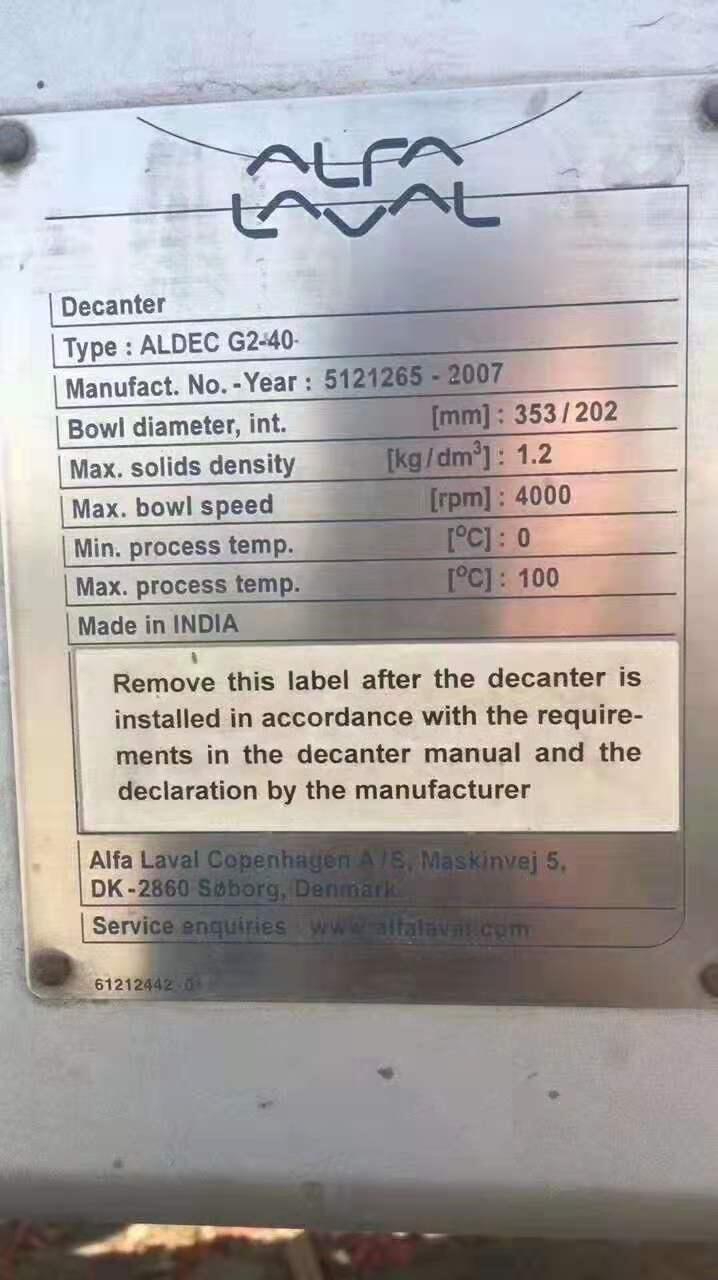 ALFA
LAVAL
Decanter
Type : ALDEC G2-40
Manufact. No. -Year : 5121265 - 2007
Bowl diameter, int. [mm] : 353 / 202
Max. solids density [kg/dm³] : 1.2
Max. bowl speed [rpm] : 4000
Min. process temp. [°C] : 0
Max. process temp. [°C] : 100
Made in INDIA
Remove this label after the decanter is
installed in accordance with the require-
ments in the decanter manual and the
declaration by the manufacturer
Alfa Laval Copenhagen A/S, Maskinvej 5,
DK-2860 Søborg, Denmark
Service enquiries : www.alfalaval.com
61212442